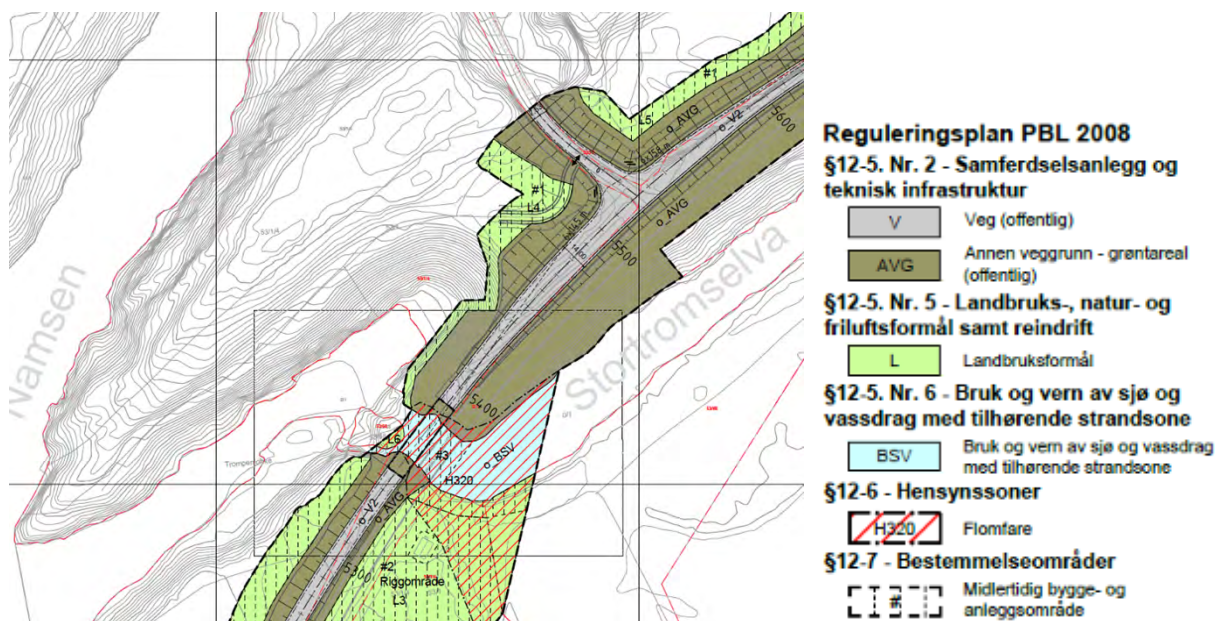 #1
L5
o_AVG
o_V2
5600
#1
L4
o_AVG
5500
Namsen
Stortromselva
5400
L6
#3
o_BSV
H320
o_V2
o_AVG
5300
#2
Riggområde
L3
Reguleringsplan PBL 2008
§12-5. Nr. 2 - Samferdselsanlegg og
teknisk infrastruktur
V Veg (offentlig)
AVG Annen veggrunn - grøntareal
(offentlig)
§12-5. Nr. 5 - Landbruks-, natur- og
friluftsformål samt reindrift
L Landbruksformål
§12-5. Nr. 6 - Bruk og vern av sjø og
vassdrag med tilhørende strandsone
BSV Bruk og vern av sjø og vassdrag
med tilhørende strandsone
§12-6 - Hensynssoner
H320 Flomfare
§12-7 - Bestemmelseområder
Midlertidig bygge- og
anleggsområde